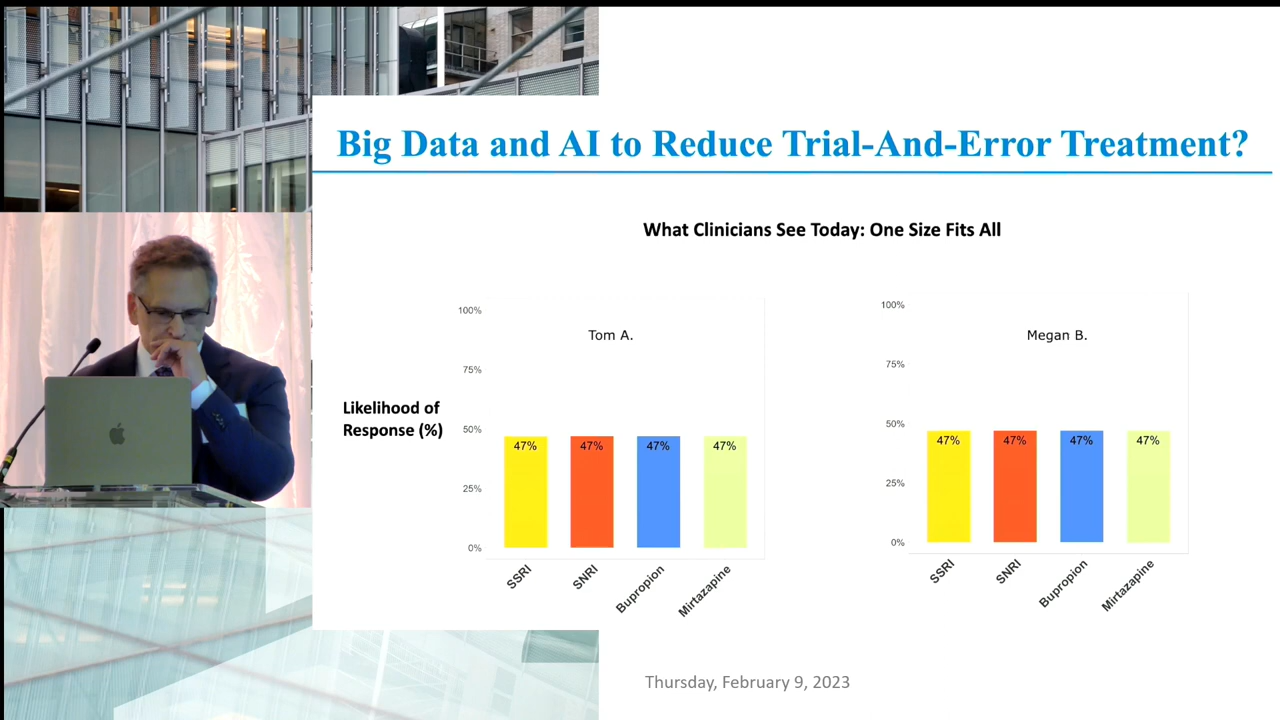 Big Data and AI to Reduce Trial-And-Error Treatment?
What Clinicians See Today: One Size Fits All
Likelihood of
Response (%)
Tom A.
100%
75%
50%
25%
0%
47%
47%
47%
47%
SSRI
SNRI
Bupropion
Mirtazapine
Megan B.
100%
75%
50%
25%
0%
47%
47%
47%
47%
SSRI
SNRI
Bupropion
Mirtazapine
Thursday, February 9, 2023